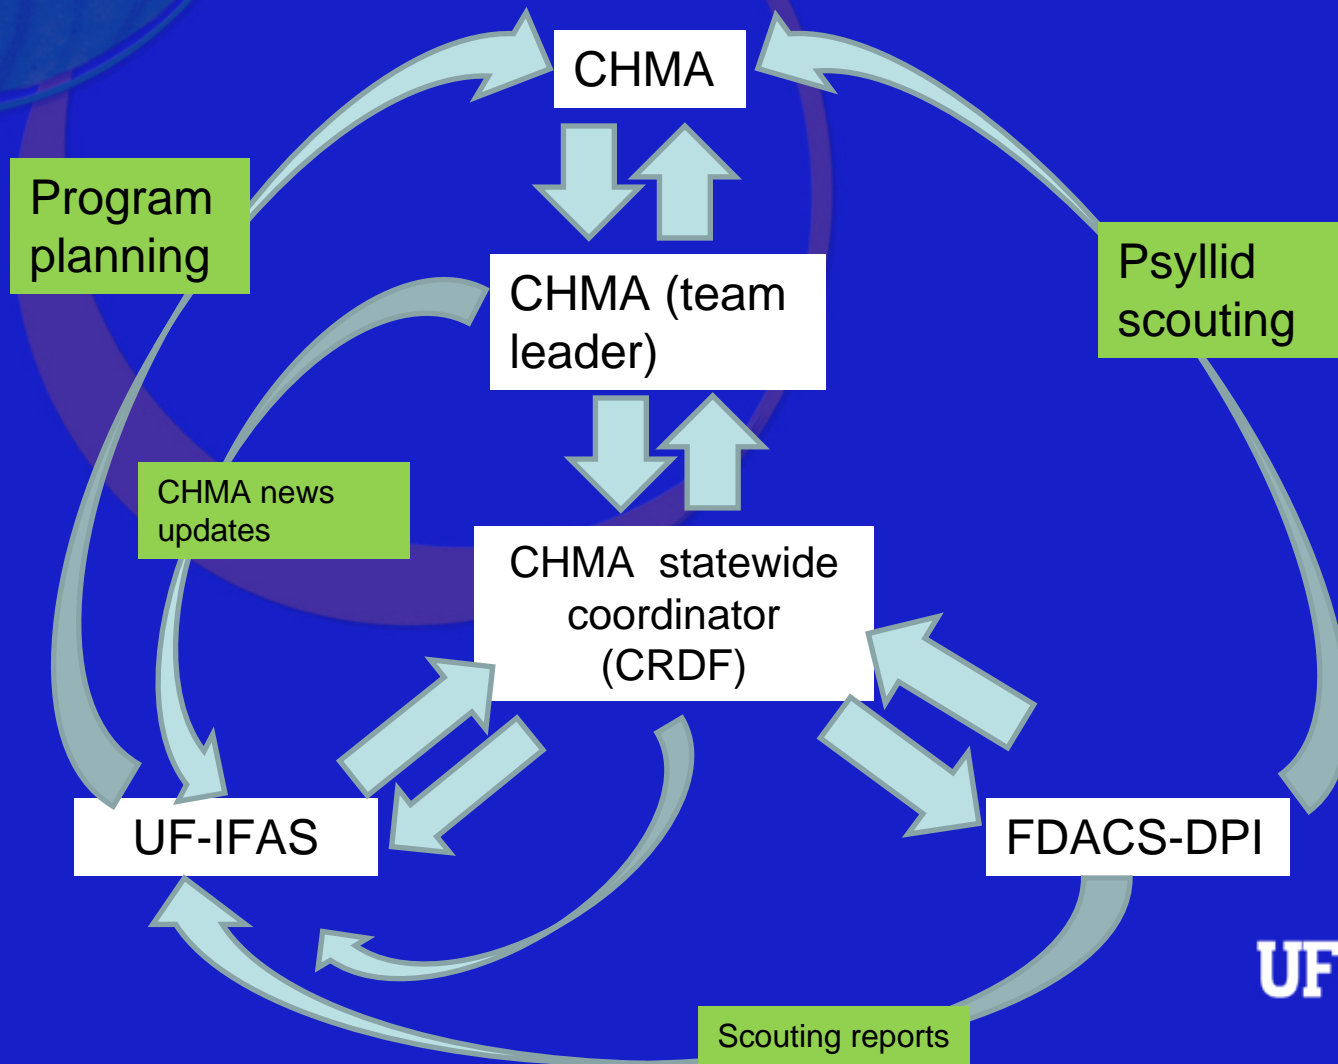 CHMA
Program
planning
Psyllid
scouting
CHMA (team
leader)
CHMA news
updates
CHMA statewide
coordinator
(CRDF)
UF-IFAS
FDACS-DPI
UF
Scouting reports